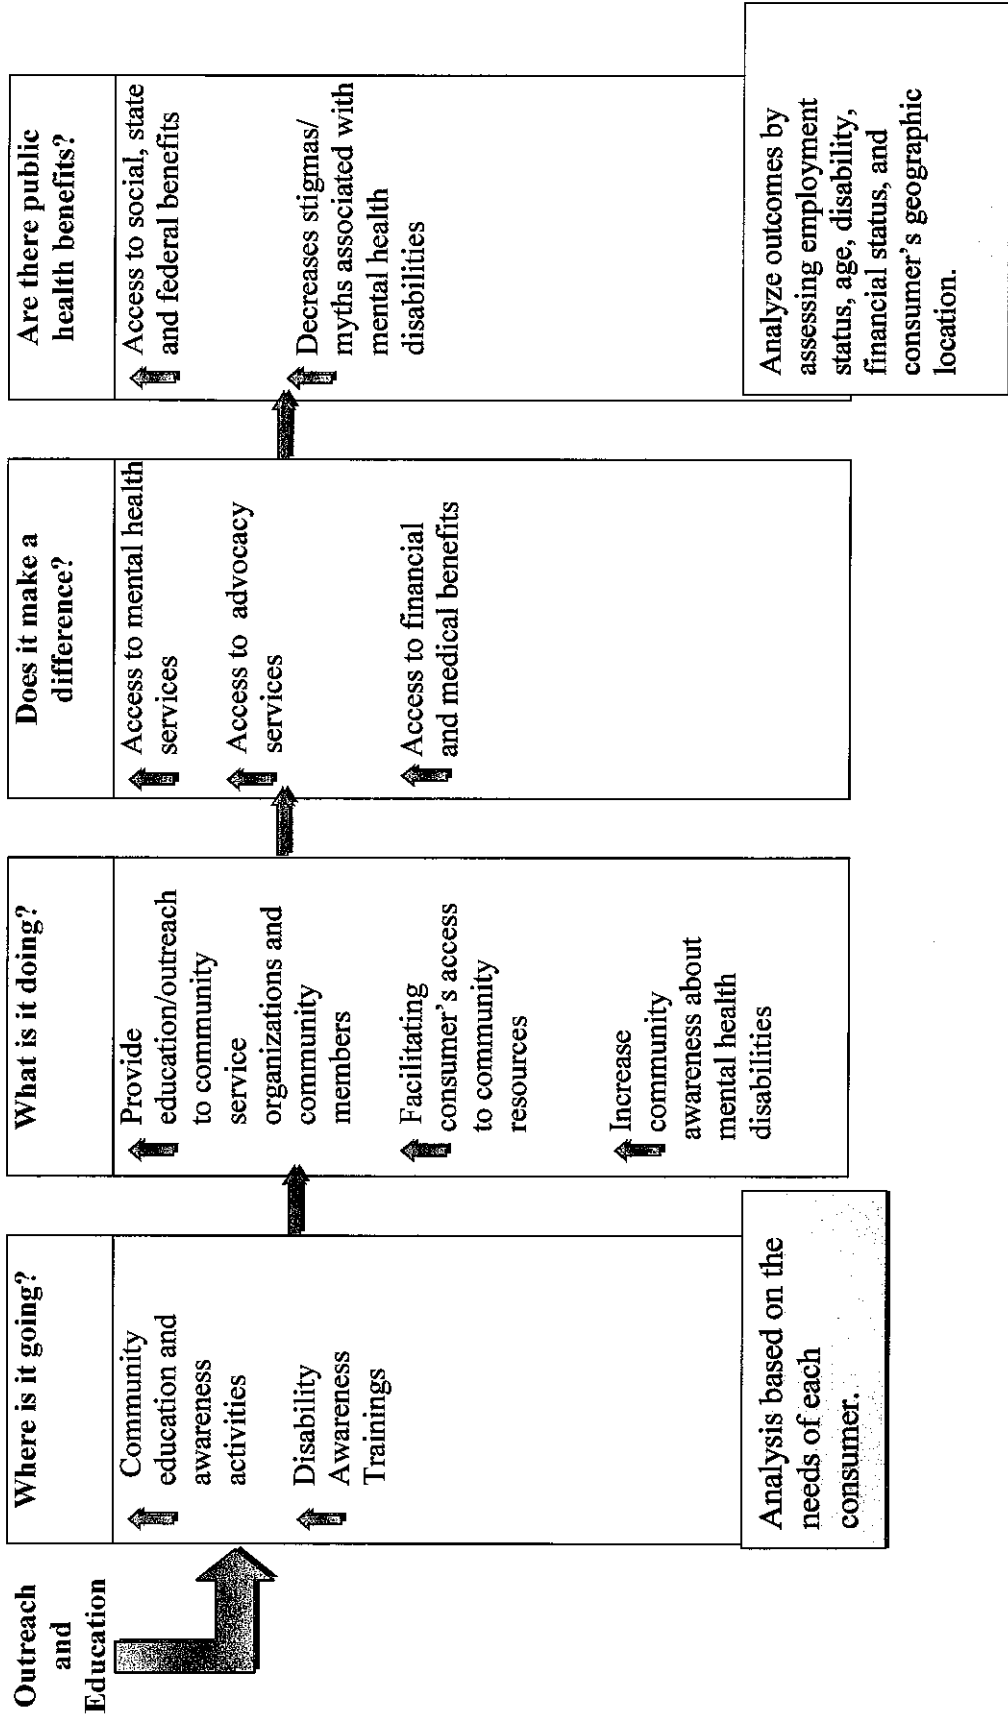 Outreach
and
Education
Where is it going?
Community
education and
awareness
activities
Disability
Awareness
Trainings
Analysis based on the
needs of each
consumer.
What is it doing?
Provide
education/outreach
to community
service
organizations and
community
members
Facilitating
consumer's access
to community
resources
Increase
community
awareness about
mental health
disabilities
Does it make a
difference?
Access to mental health
services
Access to advocacy
services
Access to financial
and medical benefits
Are there public
health benefits?
Access to social, state
and federal benefits
Decreases stigmas/
myths associated with
mental health
disabilities
Analyze outcomes by
assessing employment
status, age, disability,
financial status, and
consumer's geographic
location.